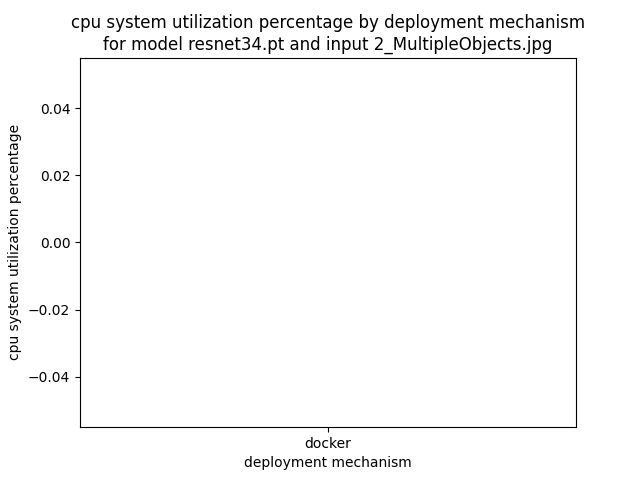 cpu system utilization percentage by deployment mechanism
for model resnet34.pt and input 2_MultipleObjects.jpg
cpu system utilization percentage
0.04
0.02
0.00
−0.02
−0.04
docker
deployment mechanism